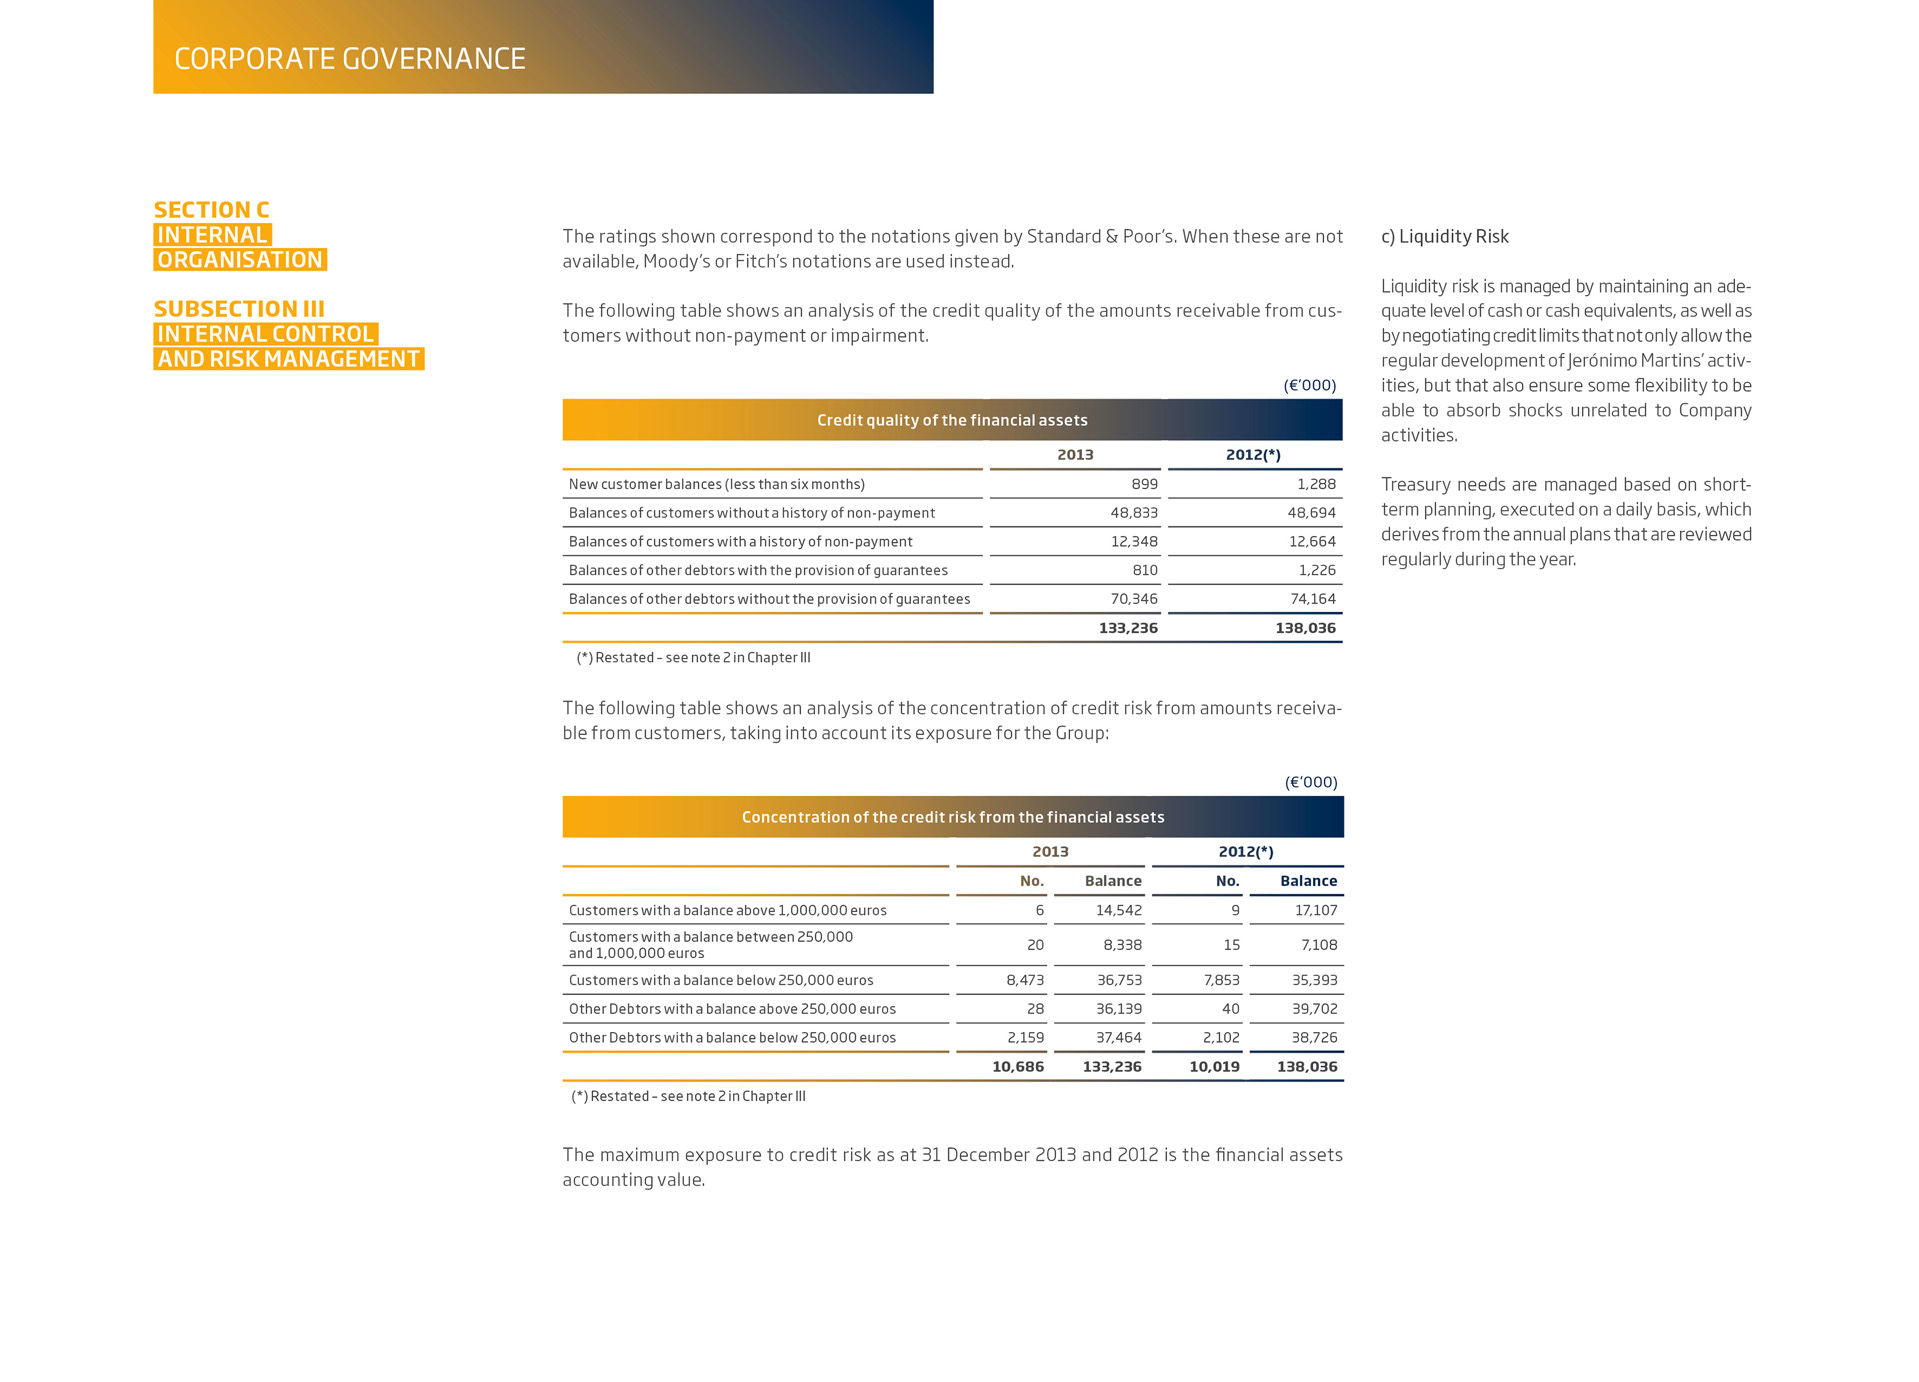 CORPORATE GOVERNANCE
SECTION C
INTERNAL
ORGANISATION
SUBSECTION III
INTERNAL CONTROL
AND RISK MANAGEMENT
The ratings shown correspond to the notations given by Standard & Poor's. When these are not
available, Moody's or Fitch's notations are used instead.
The following table shows an analysis of the credit quality of the amounts receivable from cus-
tomers without non-payment or impairment.
(€'000)
Credit quality of the financial assets
2013 2012(*)
New customer balances (less than six months) 899 1,288
Balances of customers without a history of non-payment 48,833 48,694
Balances of customers with a history of non-payment 12,348 12,664
Balances of other debtors with the provision of guarantees 810 1,226
Balances of other debtors without the provision of guarantees 70,346 74,164
133,236 138,036
(*) Restated – see note 2 in Chapter III
The following table shows an analysis of the concentration of credit risk from amounts receiva-
ble from customers, taking into account its exposure for the Group:
(€'000)
Concentration of the credit risk from the financial assets
2013 2012(*)
No. Balance No. Balance
Customers with a balance above 1,000,000 euros 6 14,542 9 17,107
Customers with a balance between 250,000
and 1,000,000 euros 20 8,338 15 7,108
Customers with a balance below 250,000 euros 8,473 36,753 7,853 35,393
Other Debtors with a balance above 250,000 euros 28 36,139 40 39,702
Other Debtors with a balance below 250,000 euros 2,159 37,464 2,102 38,726
10,686 133,236 10,019 138,036
(*) Restated – see note 2 in Chapter III
The maximum exposure to credit risk as at 31 December 2013 and 2012 is the financial assets
accounting value.
c) Liquidity Risk
Liquidity risk is managed by maintaining an ade-
quate level of cash or cash equivalents, as well as
by negotiating credit limits that not only allow the
regular development of Jerónimo Martins' activ-
ities, but that also ensure some flexibility to be
able to absorb shocks unrelated to Company
activities.
Treasury needs are managed based on short-
term planning, executed on a daily basis, which
derives from the annual plans that are reviewed
regularly during the year.